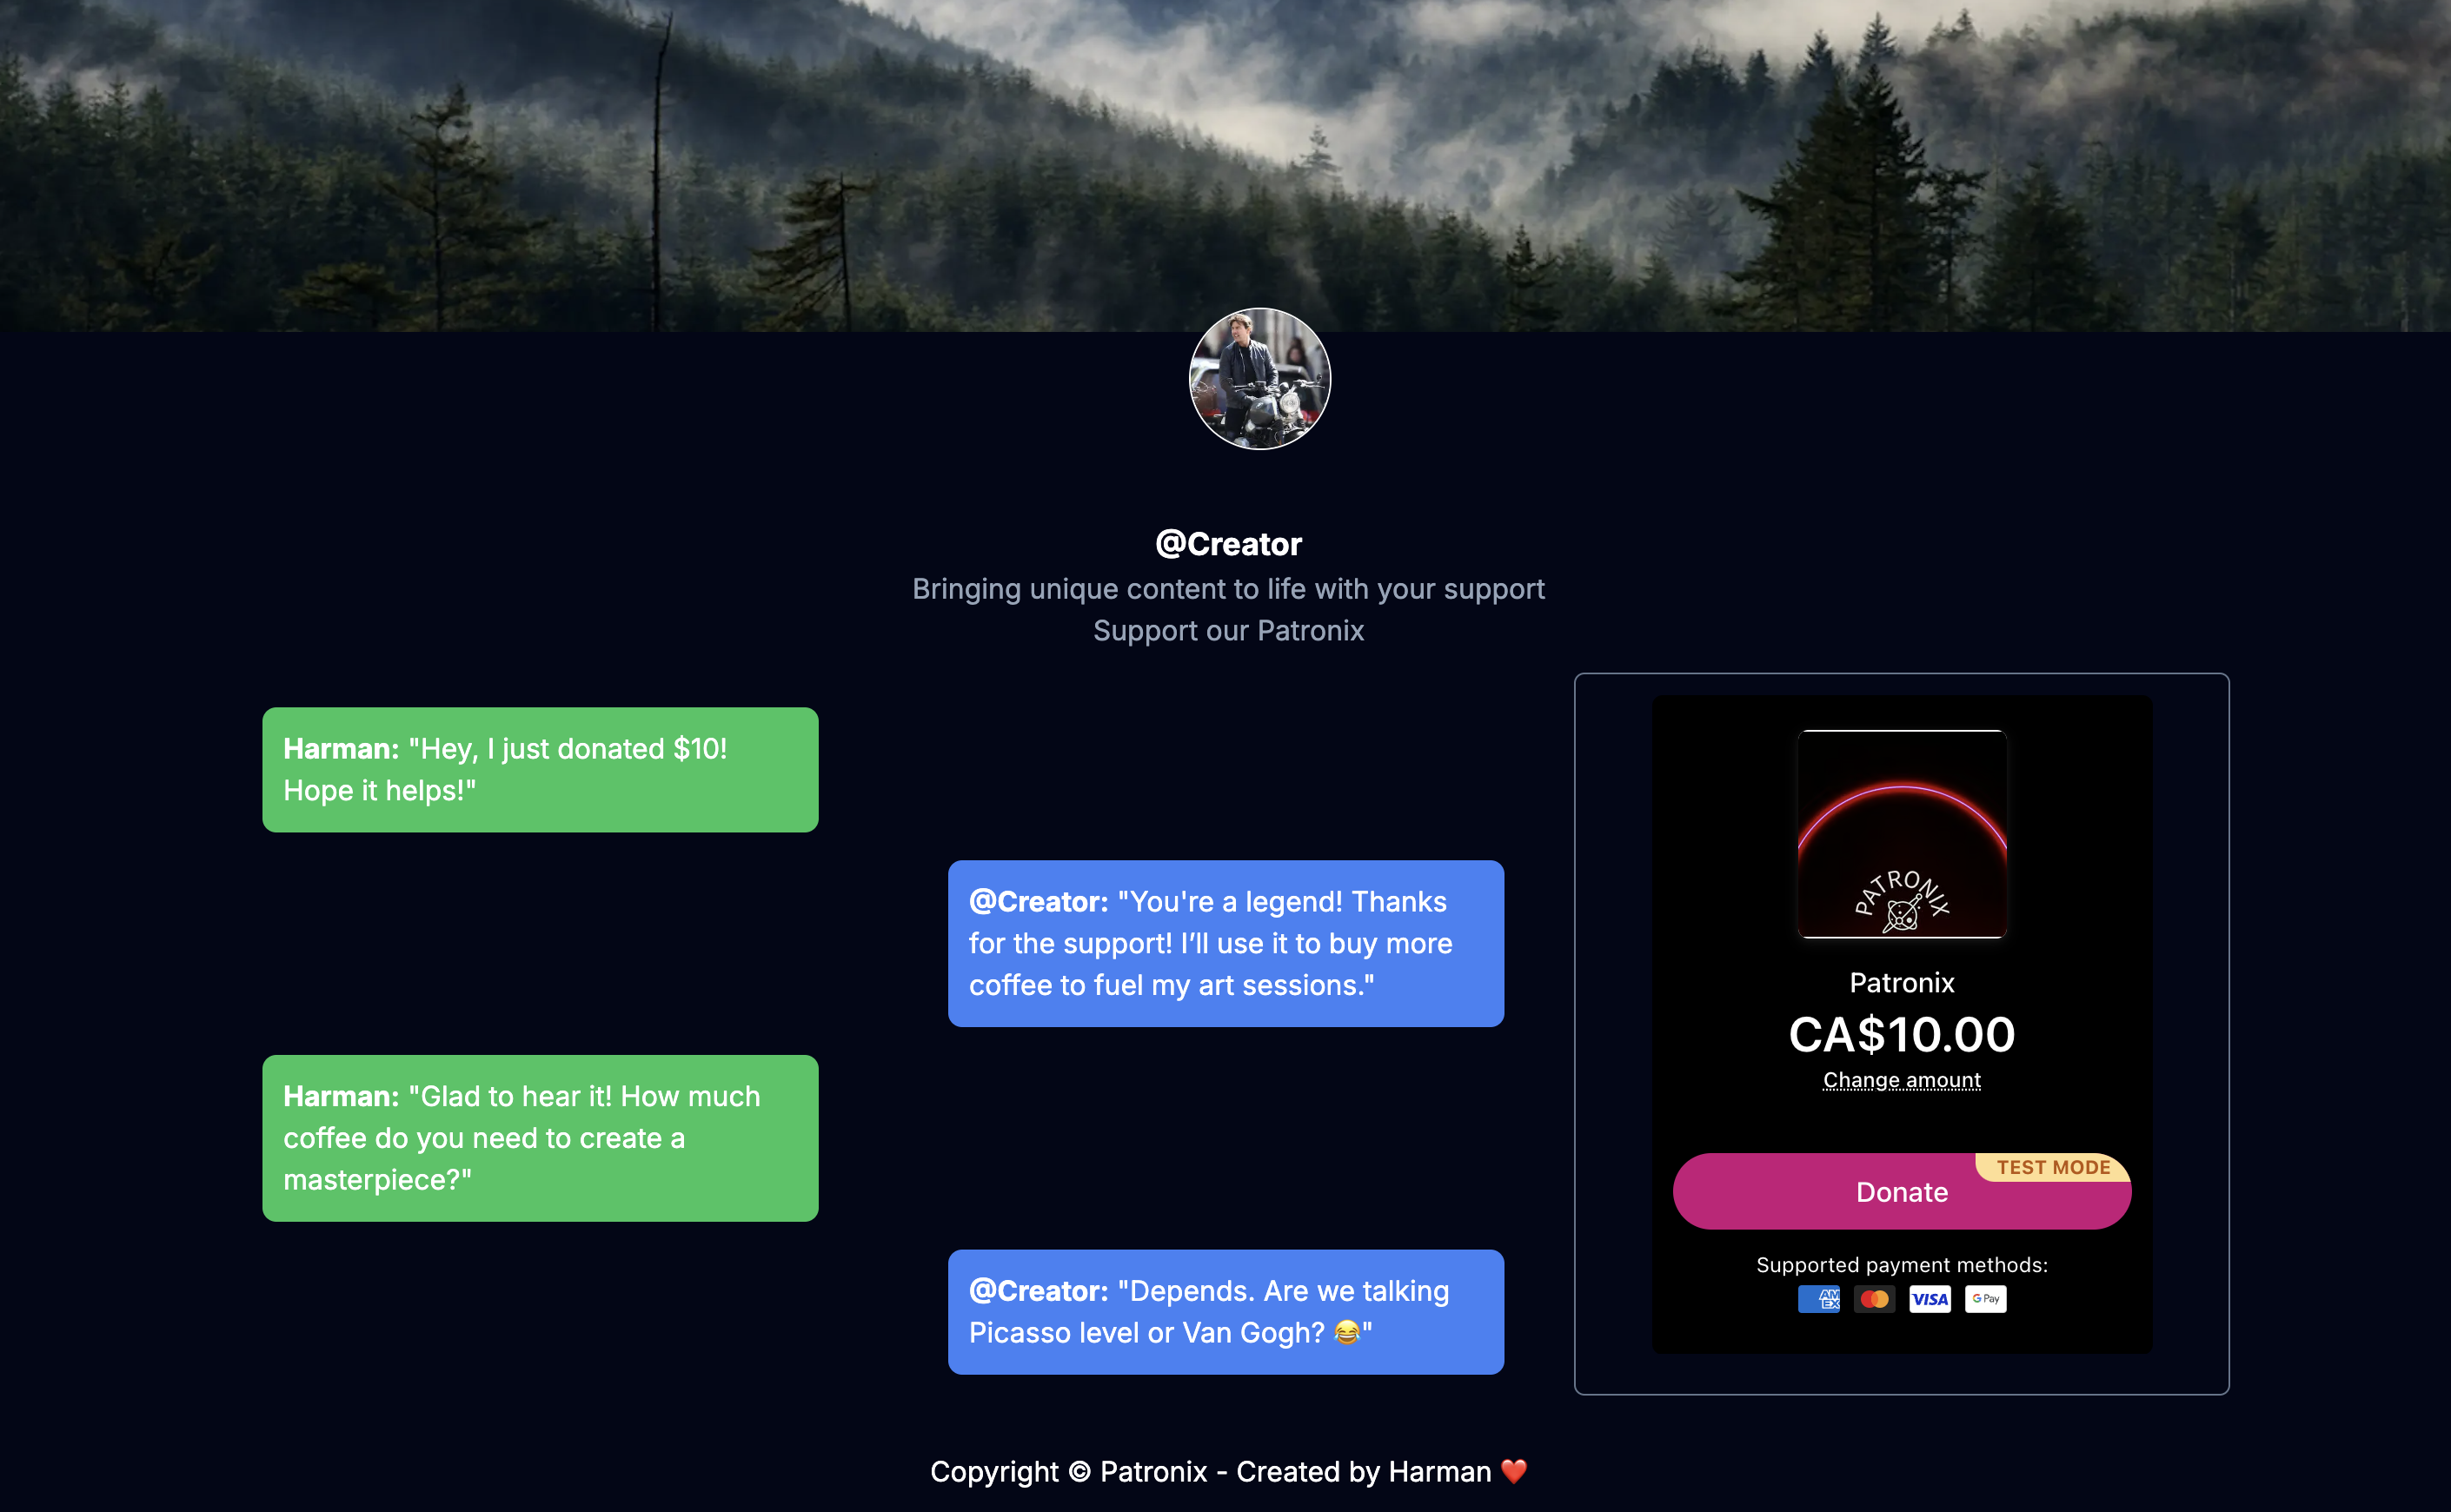 @Creator
Bringing unique content to life with your support
Support our Patronix
Harman: "Hey, I just donated $10!
Hope it helps!"
@Creator: "You're a legend! Thanks
for the support! I’ll use it to buy more
coffee to fuel my art sessions."
Harman: "Glad to hear it! How much
coffee do you need to create a
masterpiece?"
@Creator: "Depends. Are we talking
Picasso level or Van Gogh? 😂"
PATRONIX
Patronix
CA$10.00
Change amount
TEST MODE
Donate
Supported payment methods:
AMEX VISA G Pay
Copyright © Patronix - Created by Harman ❤️